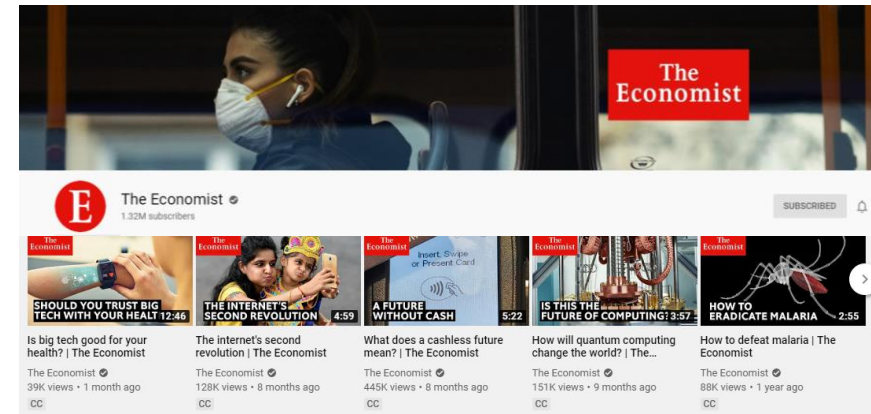 The
Economist
E
The Economist
1.32M subscribers
SUBSCRIBED
The
Economist
SHOULD YOU TRUST BIG
TECH WITH YOUR HEALT
12:46
Is big tech good for your
health? | The Economist
The Economist
39K views • 1 month ago
CC
The
Economist
THE INTERNET'S
SECOND REVOLUTION
4:59
The internet's second
revolution | The Economist
The Economist
128K views • 8 months ago
CC
The
Economist
Insert, Swipe
or Present Card
A FUTURE
WITHOUT CASH
5:22
What does a cashless future
mean? | The Economist
The Economist
445K views • 8 months ago
CC
The
Economist
IS THIS THE
FUTURE OF COMPUTING?
3:57
How will quantum computing
change the world? | The...
The Economist
151K views • 9 months ago
CC
The
Economist
HOW TO
ERADICATE MALARIA
2:55
How to defeat malaria | The
Economist
The Economist
88K views • 1 year ago
CC